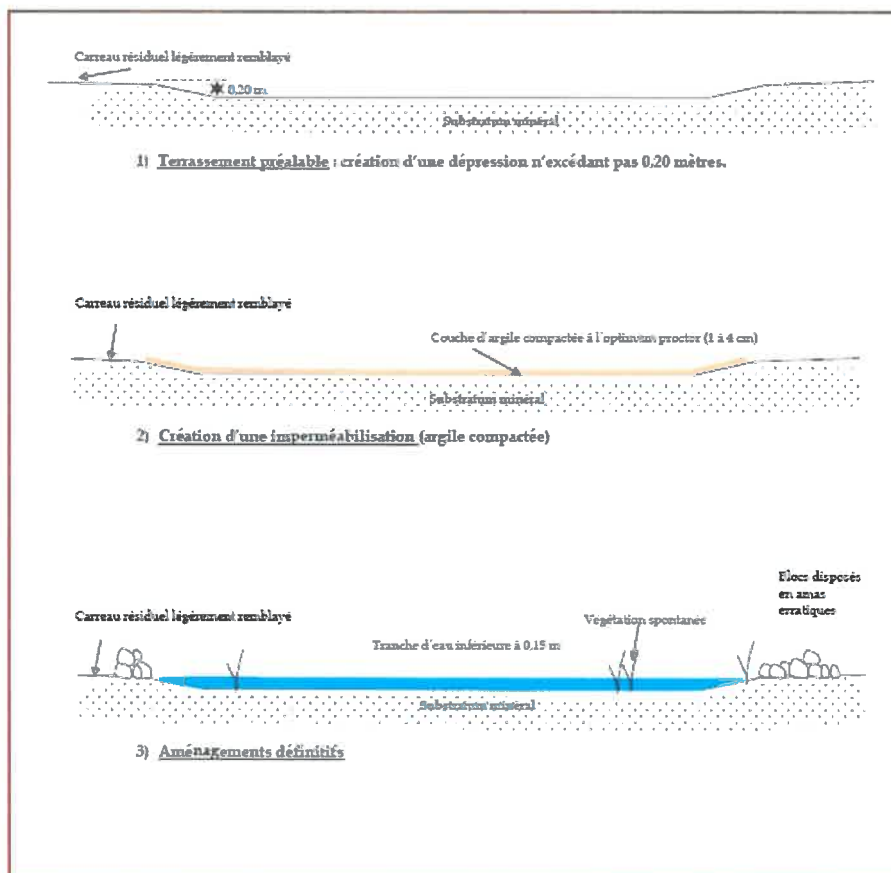 Carreau résiduel légèrement remblayé
0,20 m
Substratum minéral
1) Terrassement préalable : création d'une dépression n'excédant pas 0,20 mètres.
Carreau résiduel légèrement remblayé
Couche d'argile compactée à l'optimum proctor (1 à 4 cm)
Substratum minéral
2) Création d'une imperméabilisation (argile compactée)
Blocs disposés
en amas
erratiques
Carreau résiduel légèrement remblayé
Végétation spontanée
Tranche d'eau inférieure à 0,15 m
Substratum minéral
3) Aménagements définitifs